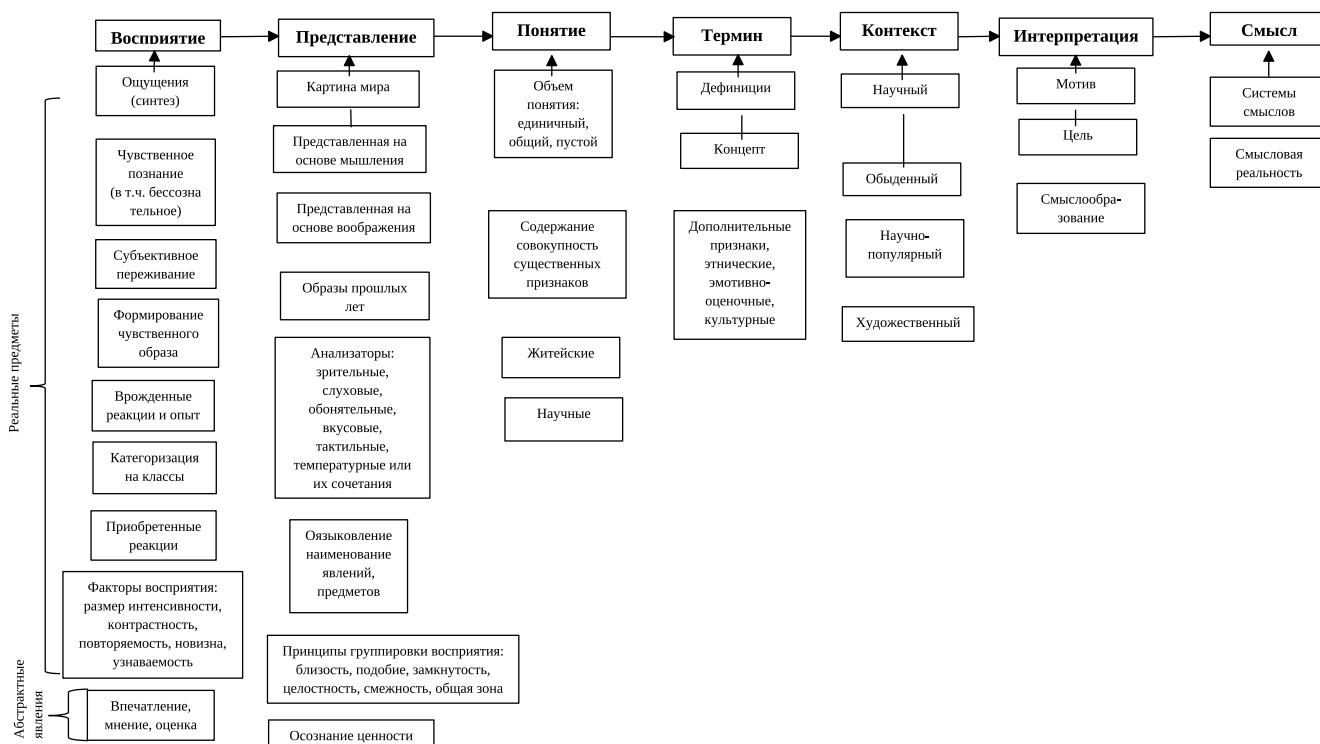 Восприятие
Представление
Понятие
Термин
Контекст
Интерпретация
Смысл
Реальные предметы
Ощущения
(синтез)
Чувственное
познание
(в т.ч. бессозна
тельное)
Субъективное
переживание
Формирование
чувственного
образа
Врожденные
реакции и опыт
Категоризация
на классы
Приобретенные
реакции
Факторы восприятия:
размер интенсивности,
контрастность,
повторяемость, новизна,
узнаваемость
Абстрактные
явления
Впечатление,
мнение, оценка
Картина мира
Представленная на
основе мышления
Представленная на
основе воображения
Образы прошлых
лет
Анализаторы:
зрительные,
слуховые,
обонятельные,
вкусовые,
тактильные,
температурные или
их сочетания
Оязыковление
наименование
явлений,
предметов
Принципы группировки восприятия:
близость, подобие, замкнутость,
целостность, смежность, общая зона
Осознание ценности
Объем
понятия:
единичный,
общий, пустой
Содержание
совокупность
существенных
признаков
Житейские
Научные
Дефиниции
Концепт
Дополнительные
признаки,
этнические,
эмотивно-
оценочные,
культурные
Научный
Обыденный
Научно-
популярный
Художественный
Мотив
Цель
Смыслообра-
зование
Системы
смыслов
Смысловая
реальность